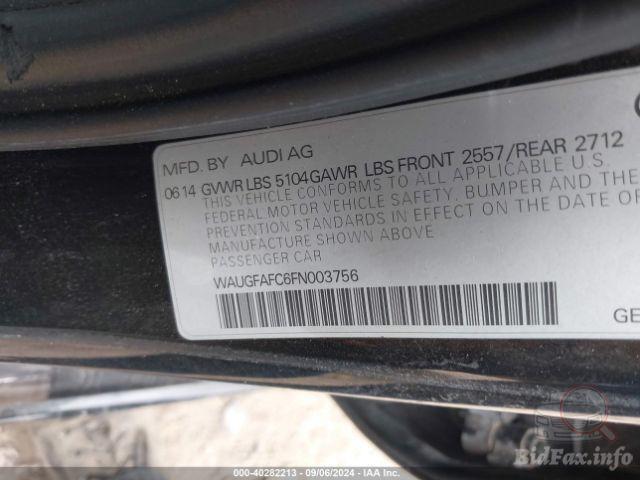 MFD. BY AUDI AG
0614 GVWR LBS 5104 GAWR LBS FRONT 2557/REAR 2712
THIS VEHICLE CONFORMS TO ALL APPLICABLE U.S.
FEDERAL MOTOR VEHICLE SAFETY, BUMPER AND THE
PREVENTION STANDARDS IN EFFECT ON THE DATE OF
MANUFACTURE SHOWN ABOVE
PASSENGER CAR
WAUGFAFC6FN003756
GE
000-40282213 - 09/06/2024 - IAA Inc.
BidFax.info